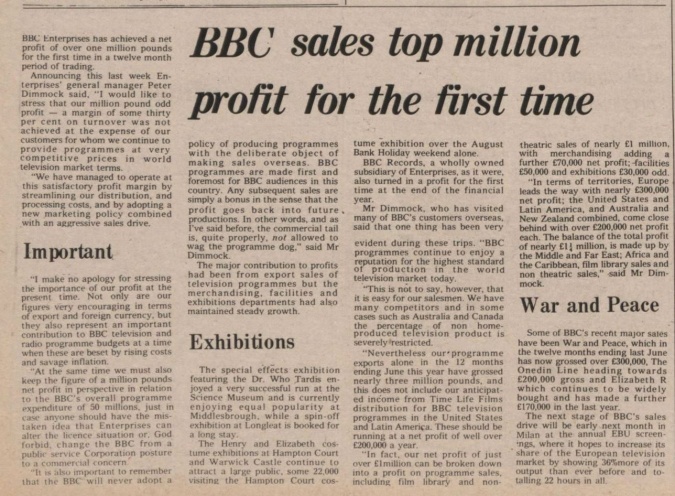 BBC sales top million
profit for the first time
BBC Enterprises has achieved a net
profit of over one million pounds
for the first time in a twelve month
period of trading.
Announcing this last week En-
terprises' general manager Peter
Dimmock said, "I would like to
stress that our million pound odd
profit — a margin of some thirty
per cent on turnover was not
achieved at the expense of our
customers for whom we continue to
provide programmes at very
competitive prices in world
television market terms.
"We have managed to operate at
this satisfactory profit margin by
streamlining our distribution, and
processing costs, and by adopting a
new marketing policy combined
with an aggressive sales drive.
Important
"I make no apology for stressing
the importance of our profit at the
present time. Not only are our
figures very encouraging in terms
of export and foreign currency, but
they also represent an important
contribution to BBC television and
radio programme budgets at a time
when these are beset by rising costs
and savage inflation.
"At the same time we must also
keep the figure of a million pounds
net profit in perspective in relation
to the BBC's overall programme
expenditure of 50 millions, just in
case anyone should have the mis-
taken idea that Enterprises can
alter the licence situation or, God
forbid, change the BBC from a
public service Corporation posture
to a commercial concern
"It is also important to remember
that the BBC will never adopt a
policy of producing programmes
with the deliberate object of
making sales overseas. BBC
programmes are made first and
foremost for BBC audiences in this
country. Any subsequent sales are
simply a bonus in the sense that the
profit goes back into future
productions. In other words, and as
I've said before, the commercial tail
is, quite properly, not allowed to
wag the programme dog," said Mr
Dimmock.
The major contribution to profits
had been from export sales of
television programmes but the
merchandising, facilities and
exhibitions departments had also
maintained steady growth.
Exhibitions
The special effects exhibition
featuring the Dr. Who Tardis en-
joyed a very successful run at the
Science Museum and is currently
enjoying equal popularity at
Middlesbrough, while a spin-off
exhibition at Longleat is booked for
a long stay.
The Henry and Elizabeth cos-
tume exhibitions at Hampton Court
and Warwick Castle continue to
attract a large public, some 22,000
visiting the Hampton Court cos-
tume exhibition over the August
Bank Holiday weekend alone.
BBC Records, a wholly owned
subsidiary of Enterprises, as it were,
also turned in a profit for the first
time at the end of the financial
year.
Mr Dimmock, who has visited
many of BBC's customers overseas,
said that one thing has been very
evident during these trips. "BBC
programmes continue to enjoy a
reputation for the highest standard
of production in the world
television market today.
"This is not to say, however, that
it is easy for our salesmen. We have
many competitors and in some
cases such as Australia and Canada
the percentage of non home-
produced television product is
severely restricted.
"Nevertheless our programme
exports alone in the 12 months
ending June this year have grossed
nearly three million pounds, and
this does not include our anticipat-
ed income from Time Life Films
distribution for BBC television
programmes in the United States
and Latin America. These should be
running at a net profit of well over
£200,000 a year.
"In fact, our net profit of just
over £1million can be broken down
into a profit on programme sales,
including film library and non-
theatric sales of nearly £1 million,
with merchandising adding a
further £70,000 net profit; facilities
£50,000 and exhibitions £30,000 odd.
"In terms of territories, Europe
leads the way with nearly £300,000
net profit; the United States and
Latin America, and Australia and
New Zealand combined, come close
behind with over £200,000 net profit
each. The balance of the total profit
of nearly million, is made up by
the Middle and Far East; Africa and
the Caribbean, film library sales and
non theatric sales," said Mr Dim-
mock.
War and Peace
Some of BBC's recent major sales
have been War and Peace, which in
the twelve months ending last June
has now grossed over £300,000, The
Onedin Line heading towards
£200,000 gross and Elizabeth R
which continues to be widely
bought and has made a further
£170,000 in the last year.
The next stage of BBC's sales
drive will be early next month in
Milan at the annual EBU screen-
ngs, where it hopes to increase its
share of the European television
market by showing 36%more of its
output than ever before and to-
talling 22 hours in all.